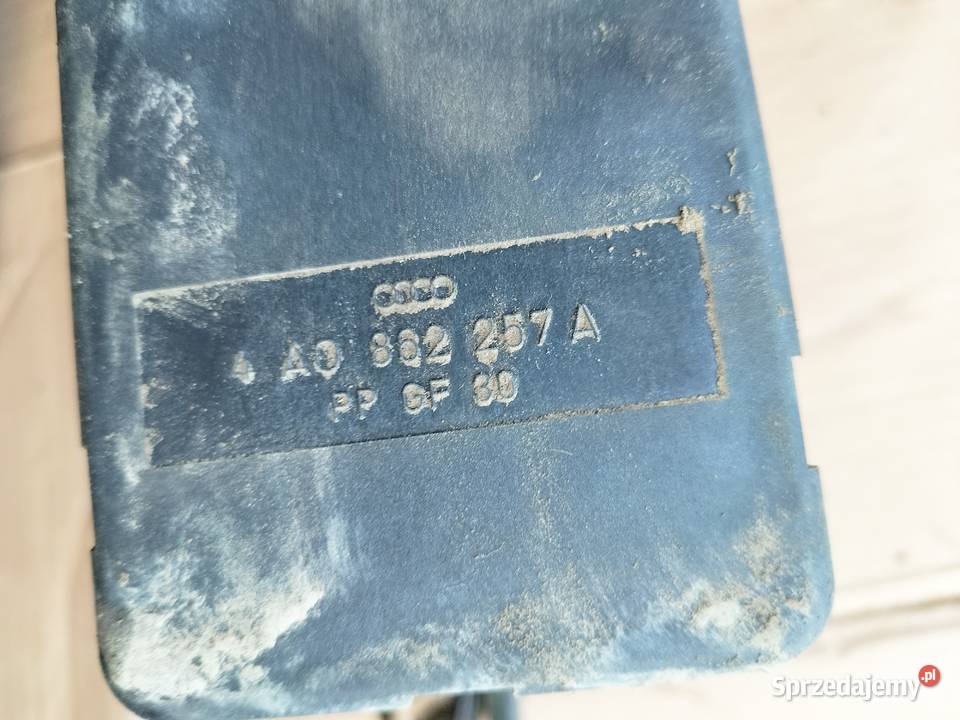 4 A0 862 257 A
PP GF 30
Sprzedajemy.pl